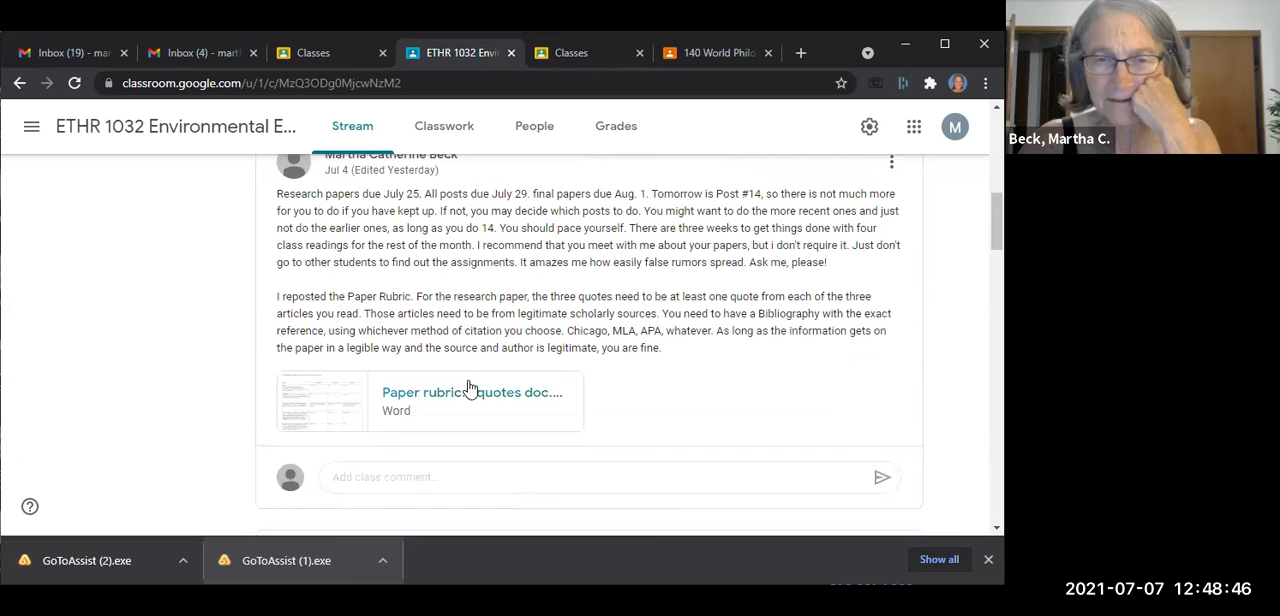 Inbox (19) - mar
Inbox (4) - mart
Classes
ETHR 1032 Envi
Classes
140 World Philo
classroom.google.com/u/1/c/MzQ3ODg0MjcwNzM2
Beck, Martha C.
ETHR 1032 Environmental E...
Stream
Classwork
People
Grades
M
Martha Catherine Beck
Jul 4 (Edited Yesterday)
Research papers due July 25. All posts due July 29. final papers due Aug. 1. Tomorrow is Post #14, so there is not much more
for you to do if you have kept up. If not, you may decide which posts to do. You might want to do the more recent ones and just
not do the earlier ones, as long as you do 14. You should pace yourself. There are three weeks to get things done with four
class readings for the rest of the month. I recommend that you meet with me about your papers, but i don't require it. Just don't
go to other students to find out the assignments. It amazes me how easily false rumors spread. Ask me, please!
I reposted the Paper Rubric. For the research paper, the three quotes need to be at least one quote from each of the three
articles you read. Those articles need to be from legitimate scholarly sources. You need to have a Bibliography with the exact
reference, using whichever method of citation you choose. Chicago, MLA, APA, whatever. As long as the information gets on
the paper in a legible way and the source and author is legitimate, you are fine.
Paper rubric quotes doc....
Word
Add class comment...
GoToAssist (2).exe
GoToAssist (1).exe
Show all
2021-07-07 12:48:46